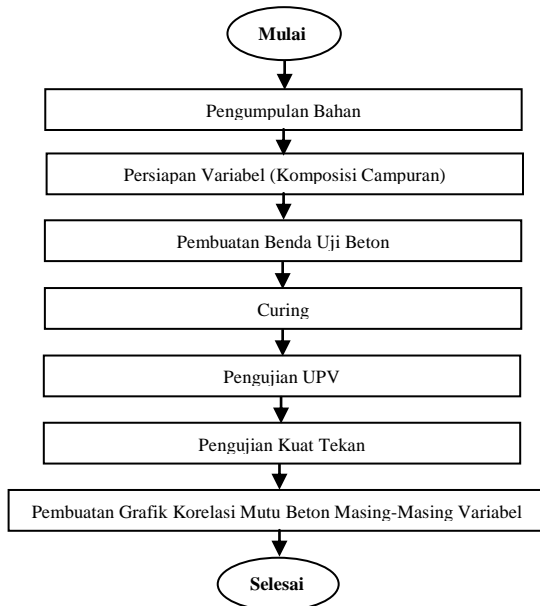 Mulai
Pengumpulan Bahan
Persiapan Variabel (Komposisi Campuran)
Pembuatan Benda Uji Beton
Curing
Pengujian UPV
Pengujian Kuat Tekan
Pembuatan Grafik Korelasi Mutu Beton Masing-Masing Variabel
Selesai